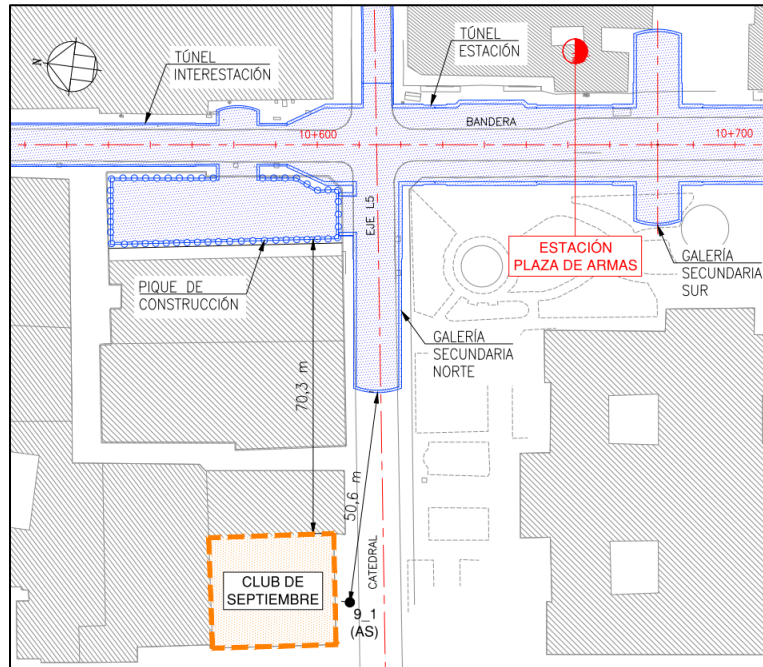 TÚNEL
INTERESTACIÓN
TÚNEL
ESTACIÓN
N
BANDERA
10+600
10+700
EJE L5
ESTACIÓN
PLAZA DE ARMAS
GALERÍA
SECUNDARIA
SUR
PIQUE DE
CONSTRUCCIÓN
GALERÍA
SECUNDARIA
NORTE
70,3 m
50,6 m
CATEDRAL
CLUB DE
SEPTIEMBRE
9_1
(AS)